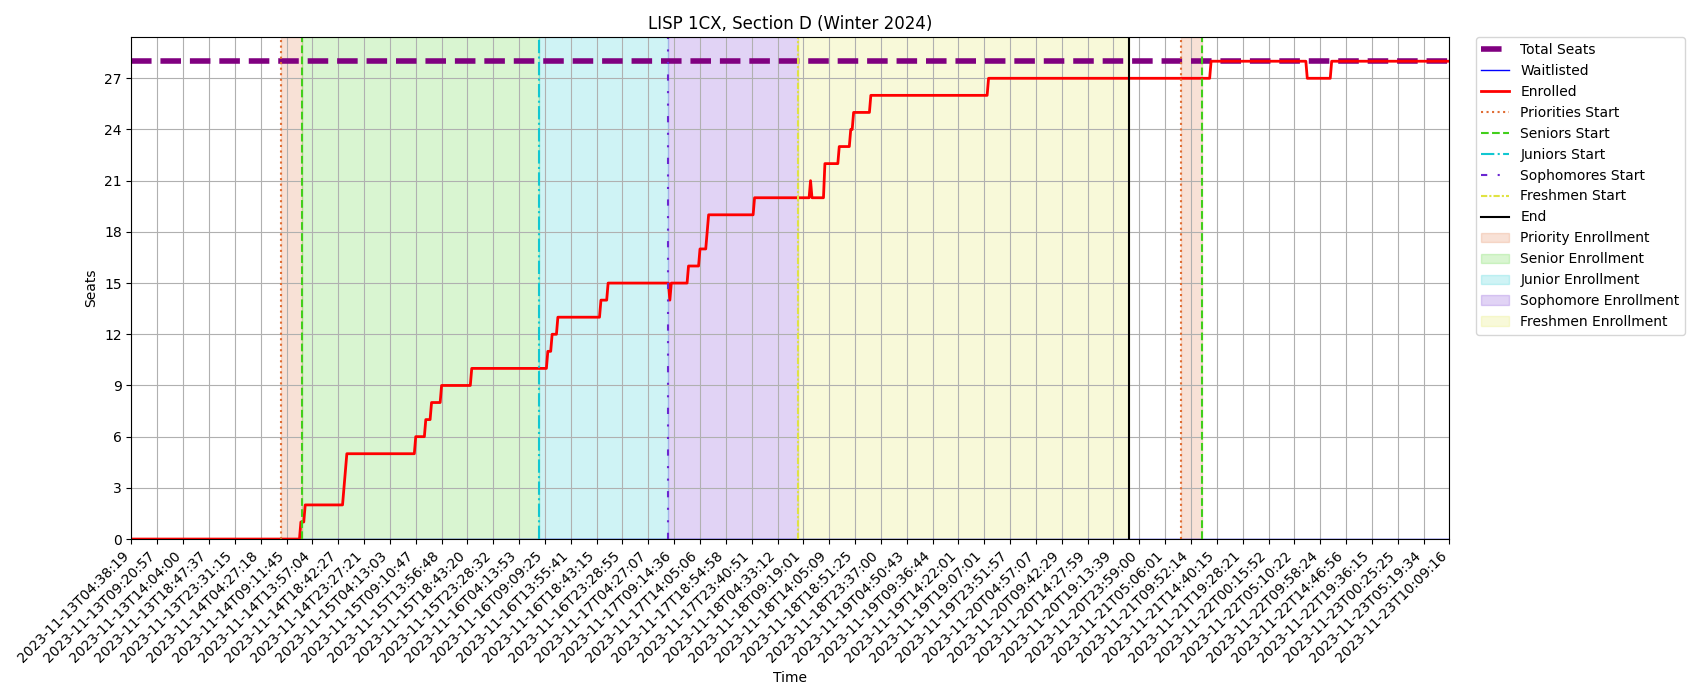 LISP 1CX, Section D (Winter 2024)
Seats
27
24
21
18
15
12
9
6
3
0
2023-11-13T04:38:19
2023-11-13T09:20:57
2023-11-13T14:04:00
2023-11-13T18:47:37
2023-11-13T23:31:15
2023-11-14T04:27:18
2023-11-14T09:11:45
2023-11-14T13:57:04
2023-11-14T18:42:27
2023-11-14T23:27:21
2023-11-15T04:13:03
2023-11-15T09:10:47
2023-11-15T13:56:48
2023-11-15T18:43:20
2023-11-15T23:28:32
2023-11-16T04:13:53
2023-11-16T09:09:25
2023-11-16T13:55:41
2023-11-16T18:43:15
2023-11-16T23:28:55
2023-11-17T04:27:07
2023-11-17T09:14:36
2023-11-17T14:05:06
2023-11-17T18:54:58
2023-11-17T23:40:51
2023-11-18T04:33:12
2023-11-18T09:19:01
2023-11-18T14:05:09
2023-11-18T18:51:25
2023-11-18T23:37:00
2023-11-19T04:50:43
2023-11-19T09:36:44
2023-11-19T14:22:01
2023-11-19T19:07:01
2023-11-19T23:51:57
2023-11-20T04:57:07
2023-11-20T09:42:29
2023-11-20T14:27:59
2023-11-20T19:13:39
2023-11-20T23:59:00
2023-11-21T05:06:01
2023-11-21T09:52:14
2023-11-21T14:40:15
2023-11-21T19:28:21
2023-11-22T00:15:52
2023-11-22T05:10:22
2023-11-22T09:58:24
2023-11-22T14:46:56
2023-11-22T19:36:15
2023-11-23T00:25:25
2023-11-23T05:19:34
2023-11-23T10:09:16
Time
Total Seats
Waitlisted
Enrolled
Priorities Start
Seniors Start
Juniors Start
Sophomores Start
Freshmen Start
End
Priority Enrollment
Senior Enrollment
Junior Enrollment
Sophomore Enrollment
Freshmen Enrollment